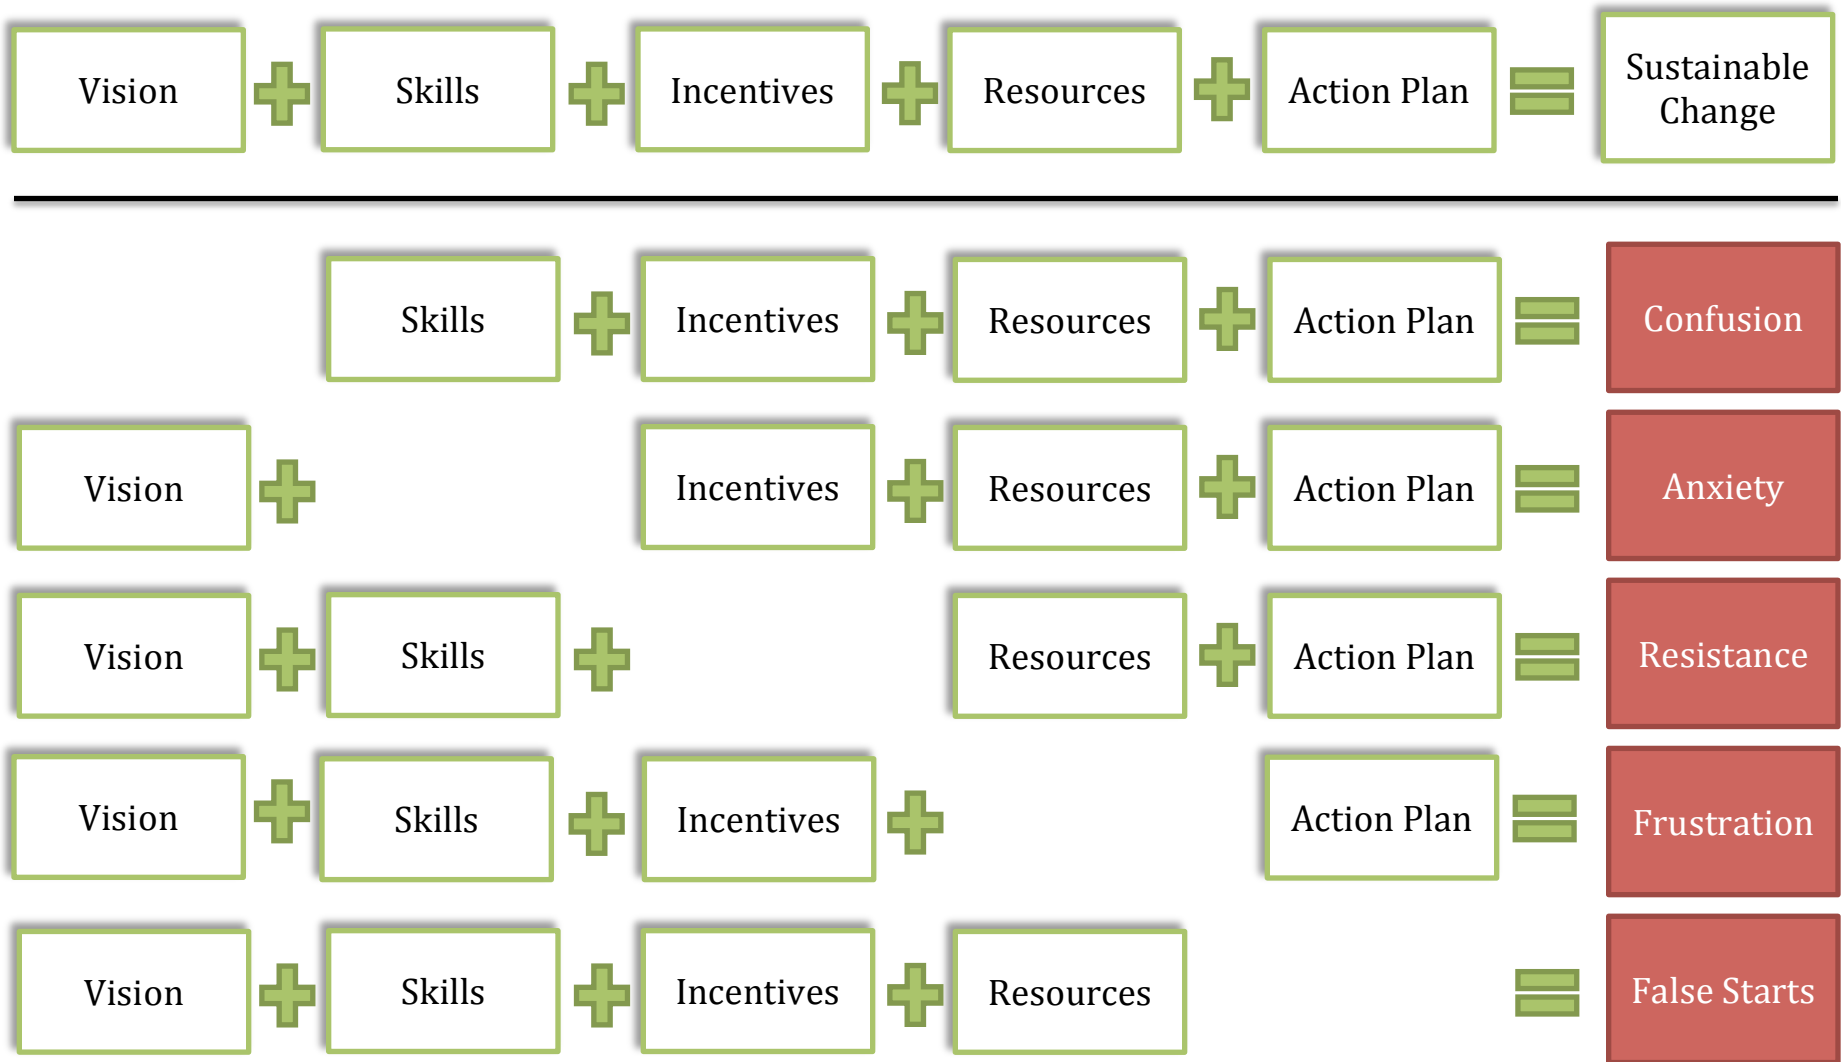 Vision
Skills
Incentives
Resources
Action Plan
Sustainable
Change
Skills
Incentives
Resources
Action Plan
Confusion
Vision
Incentives
Resources
Action Plan
Anxiety
Vision
Skills
Resources
Action Plan
Resistance
Vision
Skills
Incentives
Action Plan
Frustration
Vision
Skills
Incentives
Resources
False Starts